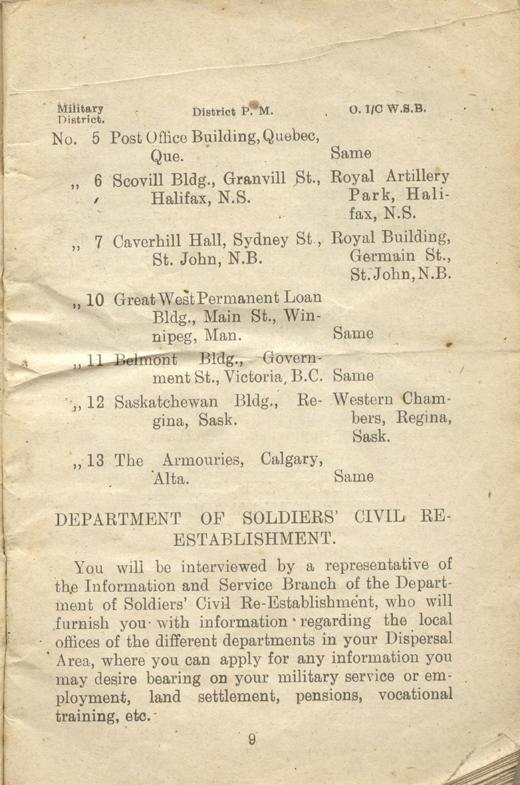 Military
District.    District P. M.    O. I/C W.S.B.
No. 5 Post Office Building, Quebec,
Que.    Same
„ 6 Scovill Bldg., Granvill St.,    Royal Artillery
Halifax, N.S.    Park, Hali-
fax, N.S.
„ 7 Caverhill Hall, Sydney St.,    Royal Building,
St. John, N.B.    Germain St.,
St. John, N.B.
„ 10 Great West Permanent Loan
Bldg., Main St., Win-
nipeg, Man.    Same
„ 11 Belmont Bldg., Govern-
ment St., Victoria, B.C.    Same
„ 12 Saskatchewan Bldg., Re-    Western Cham-
gina, Sask.    bers, Regina,
Sask.
„ 13 The Armouries, Calgary,
Alta.    Same
DEPARTMENT OF SOLDIERS' CIVIL RE-
ESTABLISHMENT.
You will be interviewed by a representative of
the Information and Service Branch of the Depart-
ment of Soldiers' Civil Re-Establishment, who will
furnish you with information regarding the local
offices of the different departments in your Dispersal
Area, where you can apply for any information you
may desire bearing on your military service or em-
ployment, land settlement, pensions, vocational
training, etc.
9